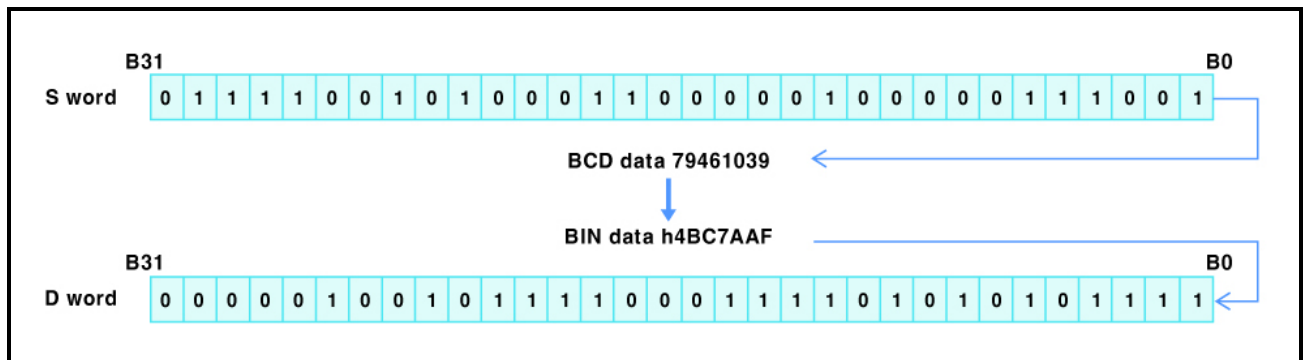 B31 B0
S word 0 1 1 1 1 0 0 1 0 1 0 0 0 1 1 0 0 0 0 0 1 0 0 0 0 0 1 1 1 0 0 1
BCD data 79461039
BIN data h4BC7AAF
B31 B0
D word 0 0 0 0 0 1 0 0 1 0 1 1 1 1 0 0 0 1 1 1 1 0 1 0 1 0 1 0 1 1 1 1